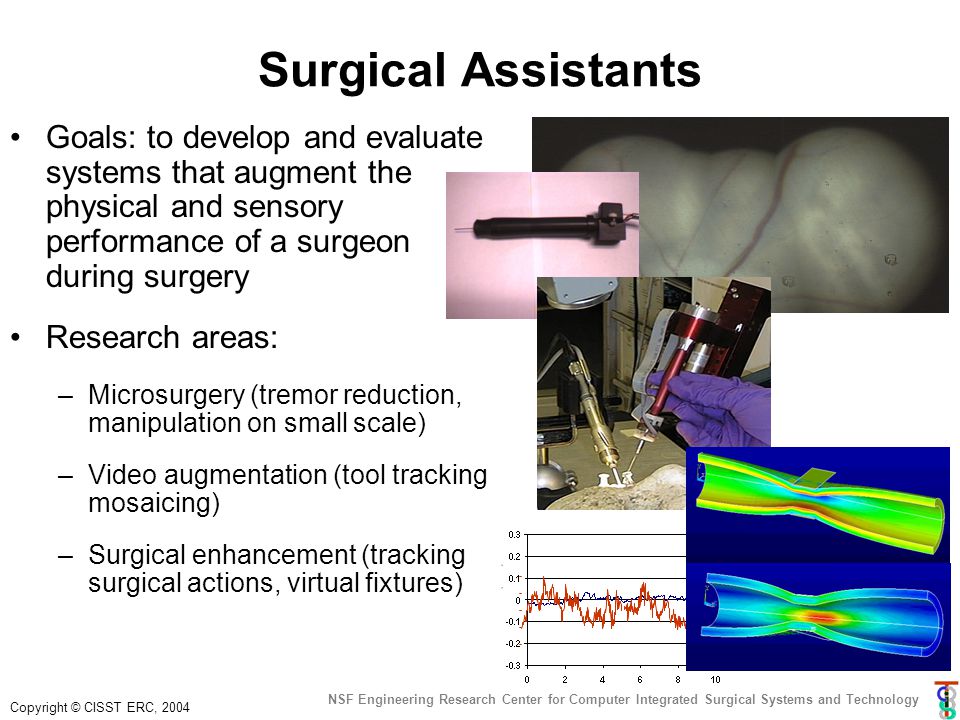 Surgical Assistants
• Goals: to develop and evaluate
systems that augment the
physical and sensory
performance of a surgeon
during surgery
• Research areas:
– Microsurgery (tremor reduction,
manipulation on small scale)
– Video augmentation (tool tracking
mosaicing)
– Surgical enhancement (tracking
surgical actions, virtual fixtures)
0.3
0.2
0.1
0
-0.1
-0.2
-0.3
0 2 4 6 8 10
NSF Engineering Research Center for Computer Integrated Surgical Systems and Technology
Copyright © CISST ERC, 2004